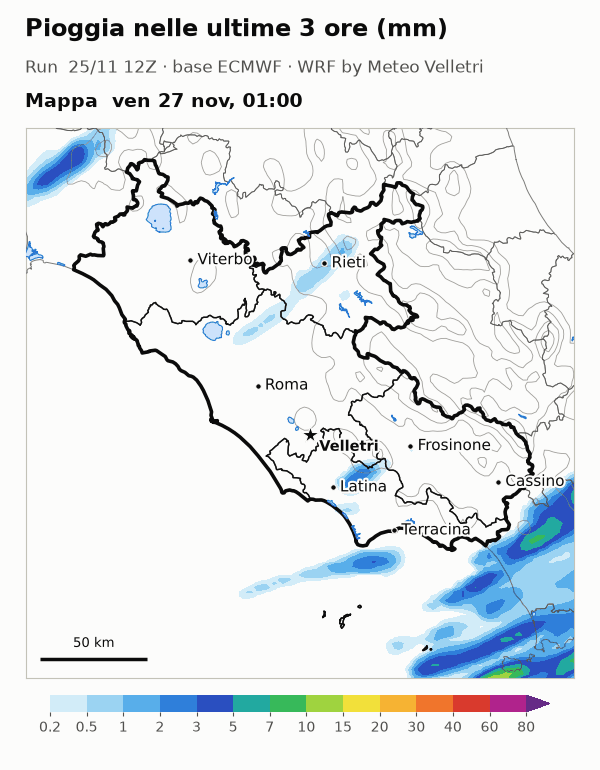 Pioggia nelle ultime 3 ore (mm)
Run 25/11 12Z · base ECMWF · WRF by Meteo Velletri
Mappa ven 27 nov, 01:00
Viterbo
Rieti
Roma
Velletri
Frosinone
Latina
Cassino
Terracina
50 km
0.2 0.5 1 2 3 5 7 10 15 20 30 40 60 80